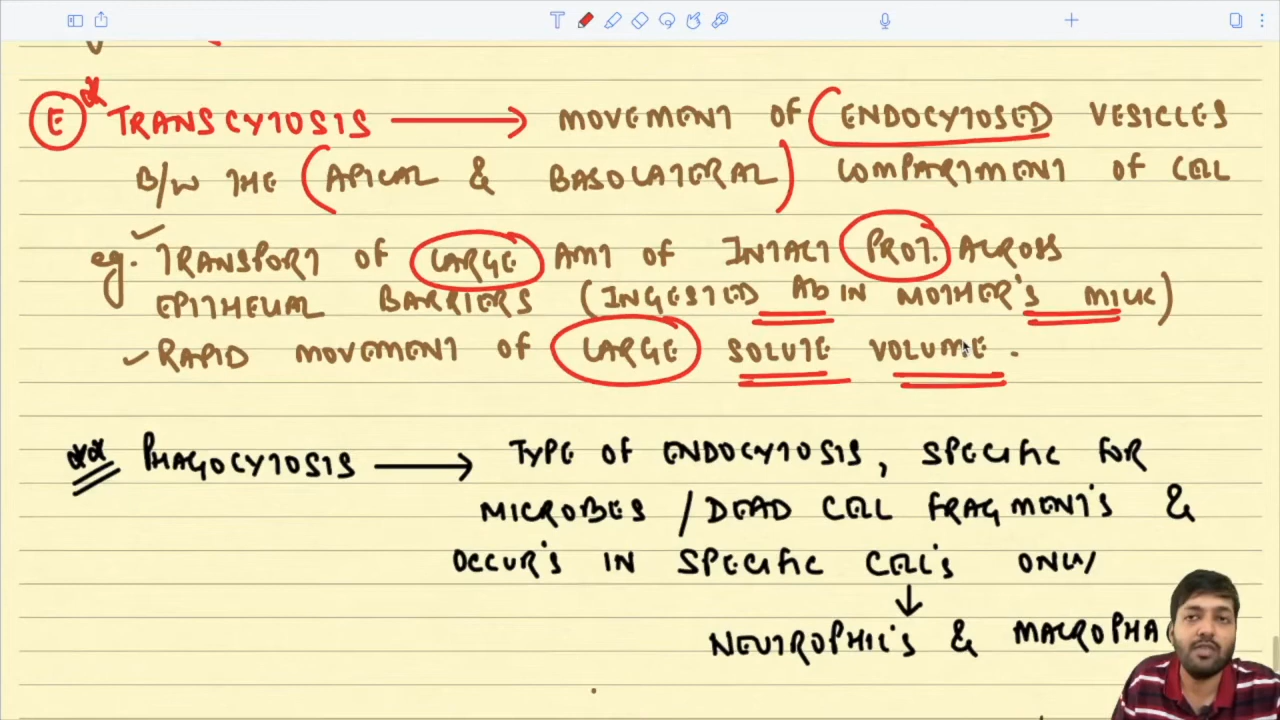 E TRANSCYTOSIS → MOVEMENT OF ENDOCYTOSED VESICLES
B/W THE (APICAL & BASOLATERAL) COMPARTMENT OF CELL
eg. TRANSPORT OF LARGE AMT OF INTACT PROT. ACROSS
EPITHELIAL BARRIERS (INGESTED Ab IN MOTHER'S MILK)
RAPID MOVEMENT OF LARGE SOLUTE VOLUME.
PHAGOCYTOSIS → TYPE OF ENDOCYTOSIS, SPECIFIC FOR
MICROBES / DEAD CELL FRAGMENT'S &
OCCUR'S IN SPECIFIC CELL'S ONLY
↓
NEUTROPHIL'S & MACROPHA